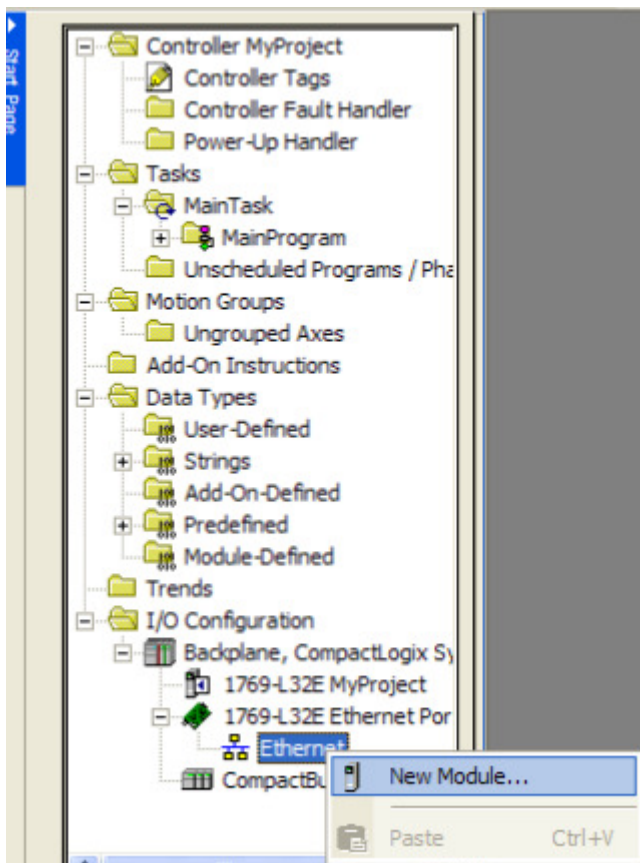 Start Page
Controller MyProject
Controller Tags
Controller Fault Handler
Power-Up Handler
Tasks
MainTask
MainProgram
Unscheduled Programs / Pha
Motion Groups
Ungrouped Axes
Add-On Instructions
Data Types
User-Defined
Strings
Add-On-Defined
Predefined
Module-Defined
Trends
I/O Configuration
Backplane, CompactLogix Sy
1769-L32E MyProject
1769-L32E Ethernet Por
Ethernet
New Module...
CompactBu
Paste Ctrl+V